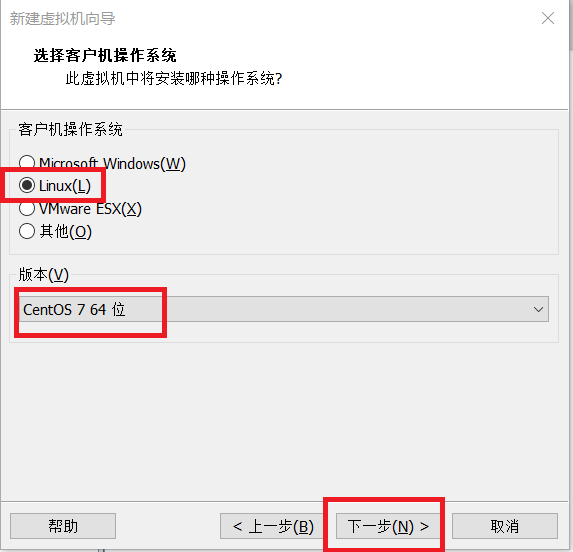 新建虚拟机向导
选择客户机操作系统
此虚拟机中将安装哪种操作系统?
客户机操作系统
Microsoft Windows(W)
Linux(L)
VMware ESX(X)
其他(O)
版本(V)
CentOS 7 64 位
帮助
< 上一步(B)
下一步(N) >
取消